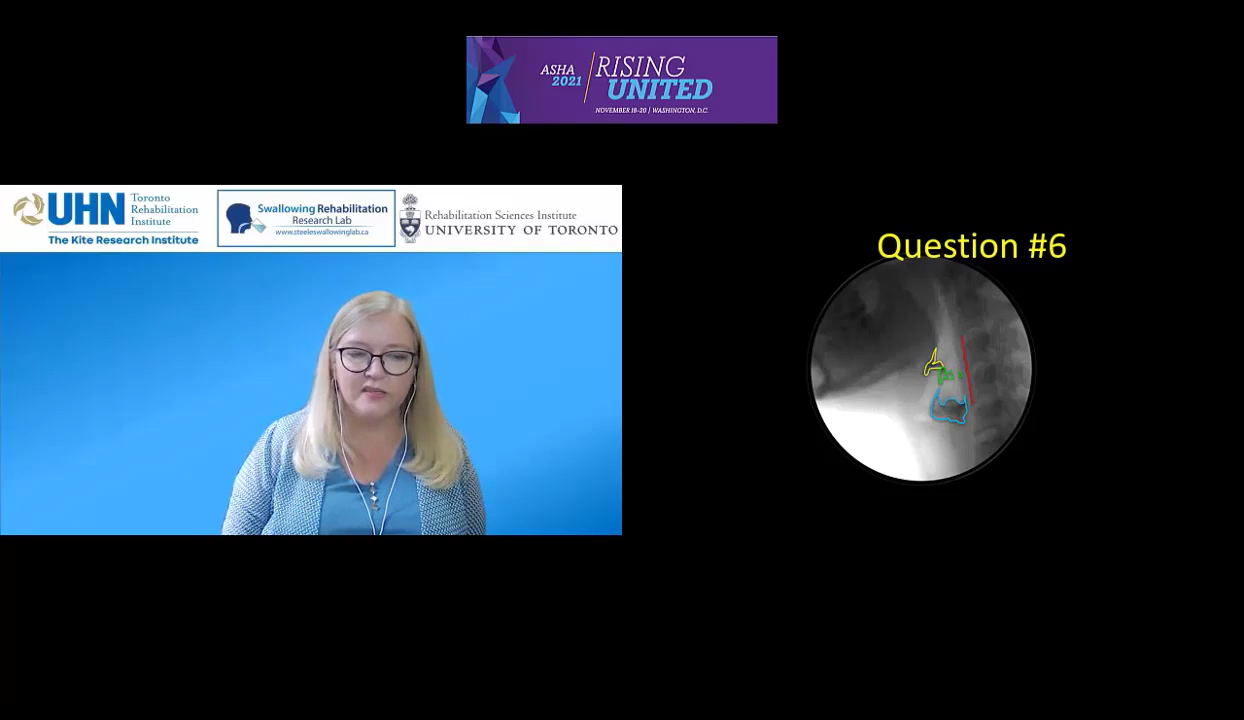 ASHA
2021
RISING
UNITED
NOVEMBER 18-20 | WASHINGTON, D.C.
UHN
Toronto
Rehabilitation
Institute
The Kite Research Institute
Swallowing Rehabilitation
Research Lab
www.steeleswallowinglab.ca
Rehabilitation Sciences Institute
UNIVERSITY OF TORONTO
Question #6